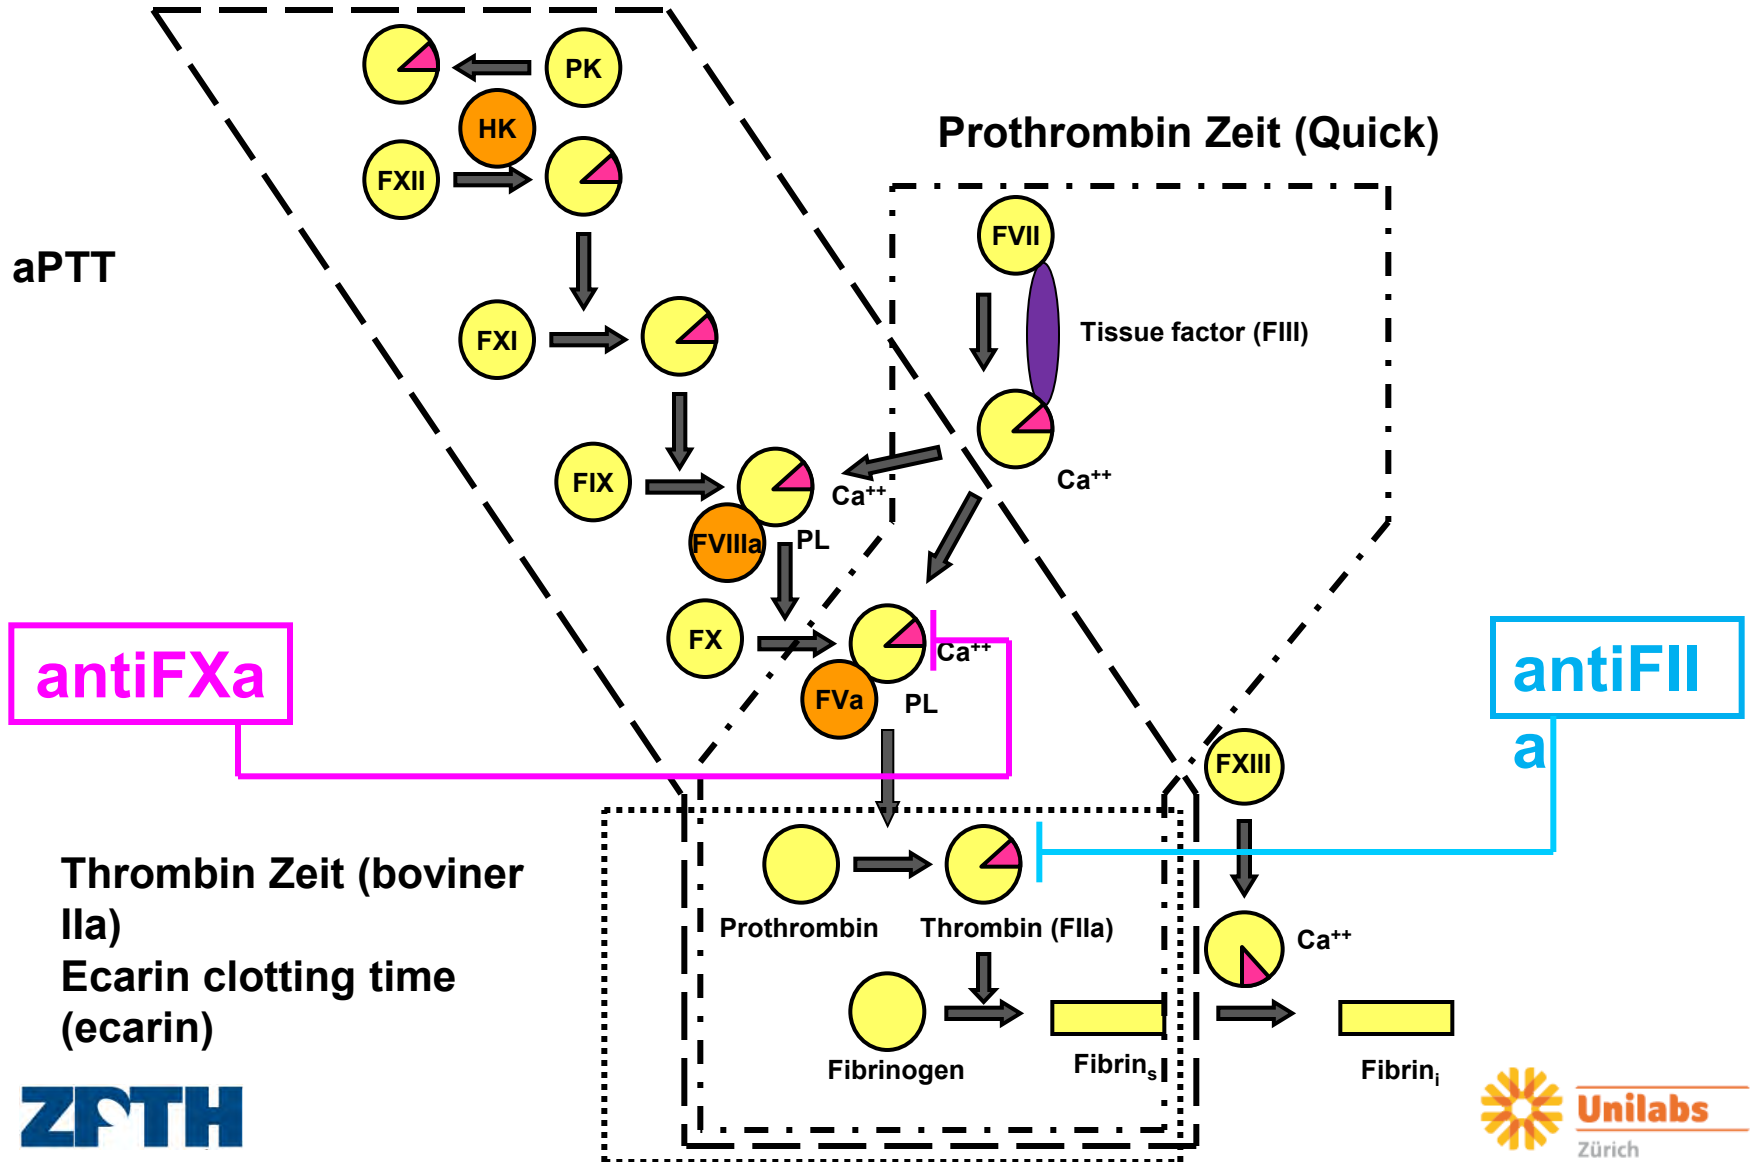 PK
HK
Prothrombin Zeit (Quick)
FXII
FVII
aPTT
Tissue factor (FIII)
FXI
Ca⁺⁺
FIX
Ca⁺⁺
FVIIIa
PL
FX
Ca⁺⁺
antiFXa
antiFII
a
FVa
PL
FXIII
Thrombin Zeit (boviner
IIa)
Ecarin clotting time
(ecarin)
Prothrombin
Thrombin (FIIa)
Ca⁺⁺
Fibrinogen
Fibrinₛ
Fibrinᵢ
ZPTH
Unilabs
Zürich